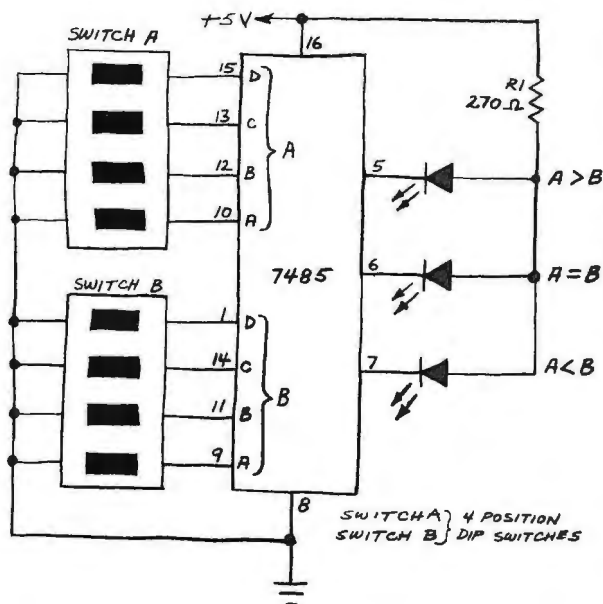 +5V
SWITCH A
16
R1
270Ω
15 D
13 C
12 B
10 A
A
5
A>B
6
A=B
7485
7
A<B
SWITCH B
1 D
14 C
11 B
9 A
B
8
SWITCH A } 4 POSITION
SWITCH B } DIP SWITCHES